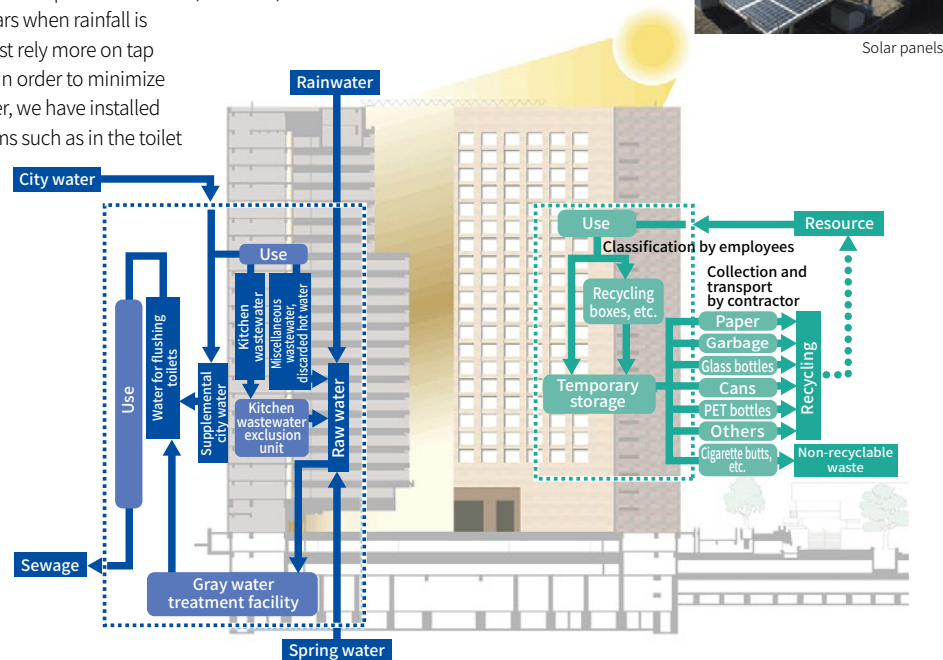 ars when rainfall is
st rely more on tap
n order to minimize
er, we have installed
ms such as in the toilet
Solar panels
Rainwater
City water
Use
Kitchen
wastewater
Miscellaneous
wastewater,
discarded hot water
Use
Water for flushing
toilets
Supplemental
city water
Kitchen
wastewater
exclusion
unit
Raw water
Sewage
Gray water
treatment facility
Spring water
Use
Resource
Classification by employees
Recycling
boxes, etc.
Collection and
transport
by contractor
Temporary
storage
Paper
Garbage
Glass bottles
Cans
PET bottles
Others
Cigarette butts,
etc.
Recycling
Non-recyclable
waste